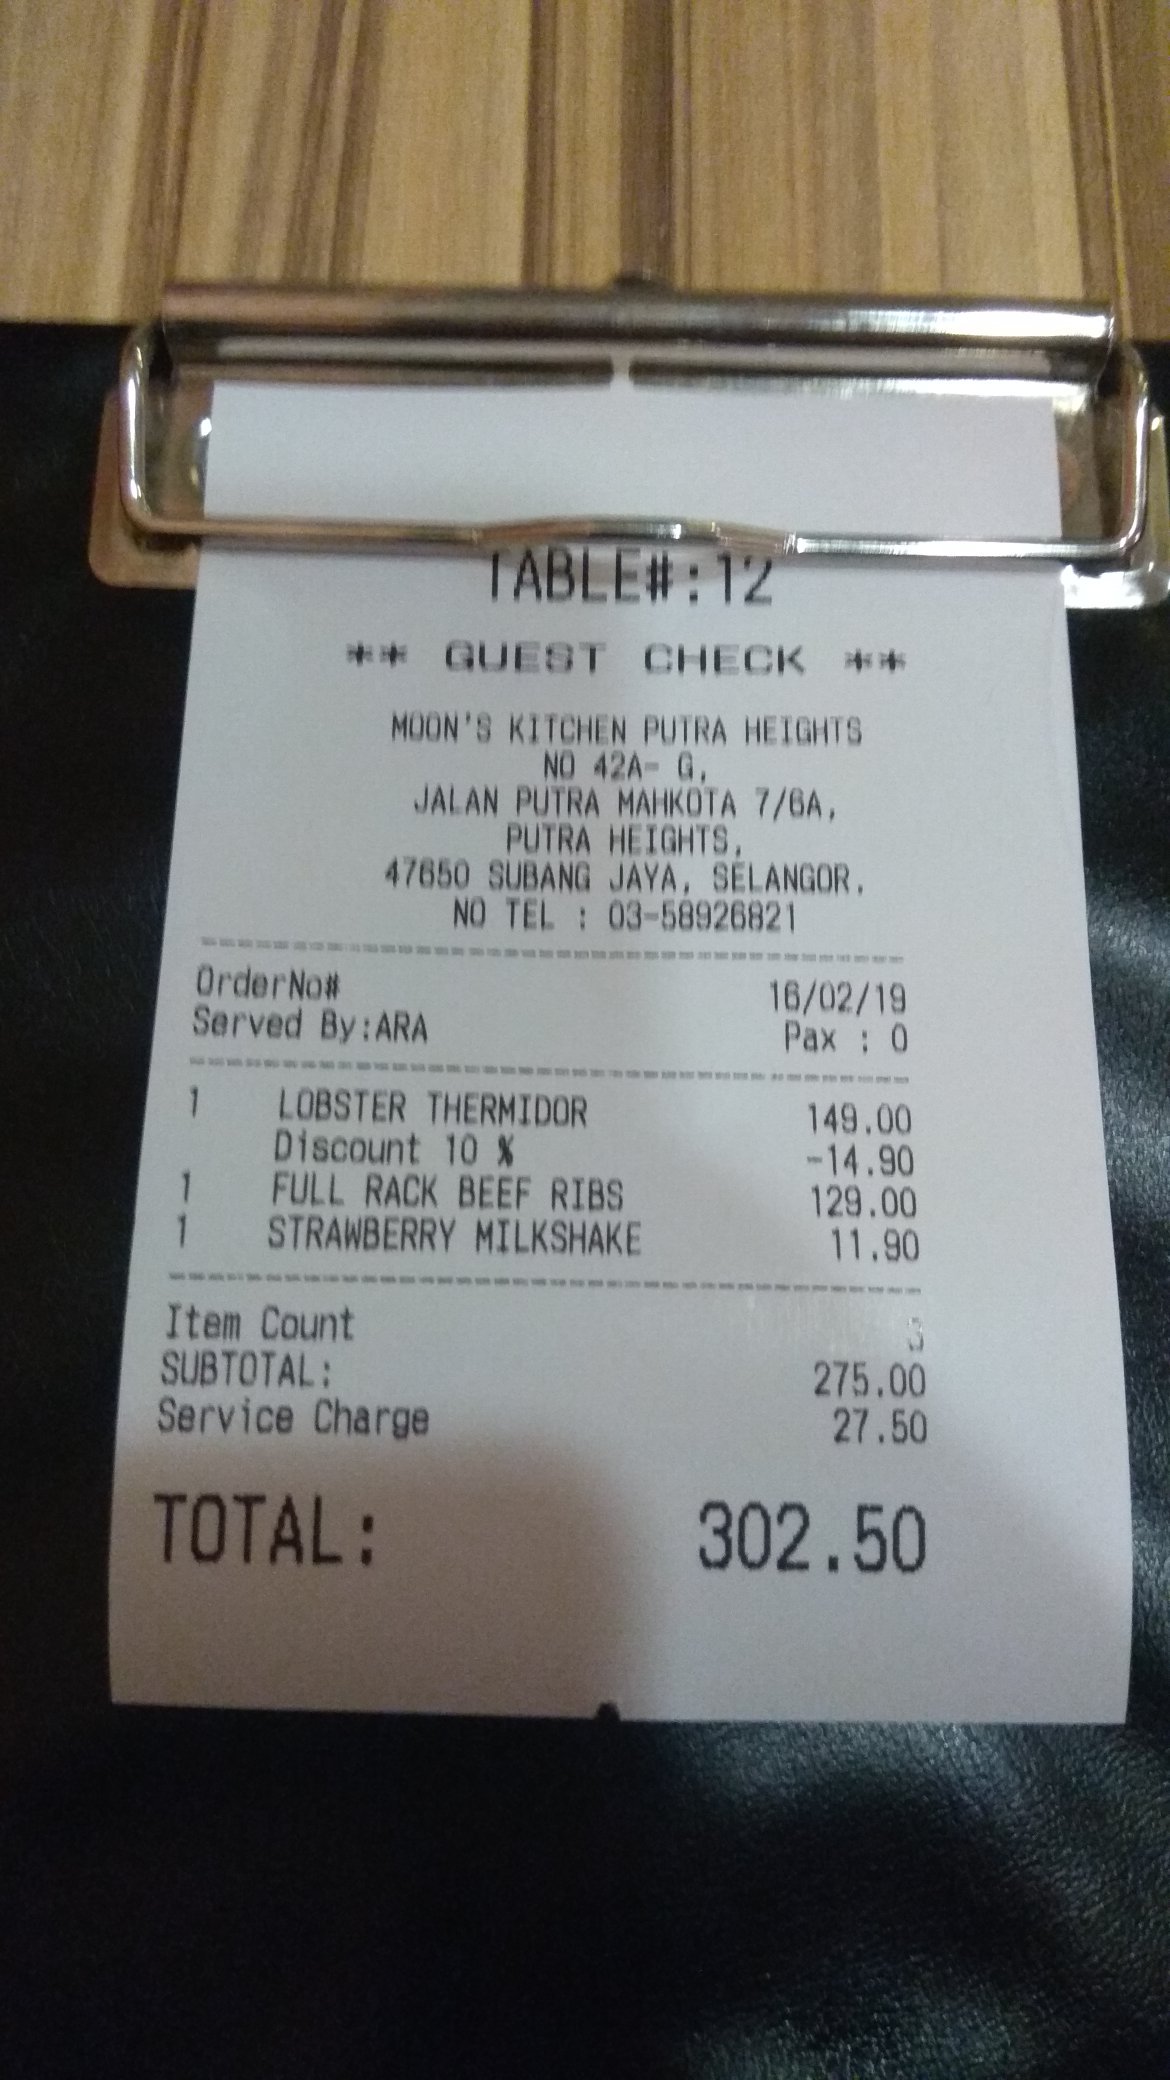 TABLE#:12
** GUEST CHECK **
MOON'S KITCHEN PUTRA HEIGHTS
NO 42A- G,
JALAN PUTRA MAHKOTA 7/6A,
PUTRA HEIGHTS,
47650 SUBANG JAYA, SELANGOR.
NO TEL : 03-58926821
OrderNo# 16/02/19
Served By:ARA Pax : 0
1 LOBSTER THERMIDOR 149.00
Discount 10 % -14.90
1 FULL RACK BEEF RIBS 129.00
1 STRAWBERRY MILKSHAKE 11.90
Item Count 3
SUBTOTAL: 275.00
Service Charge 27.50
TOTAL: 302.50